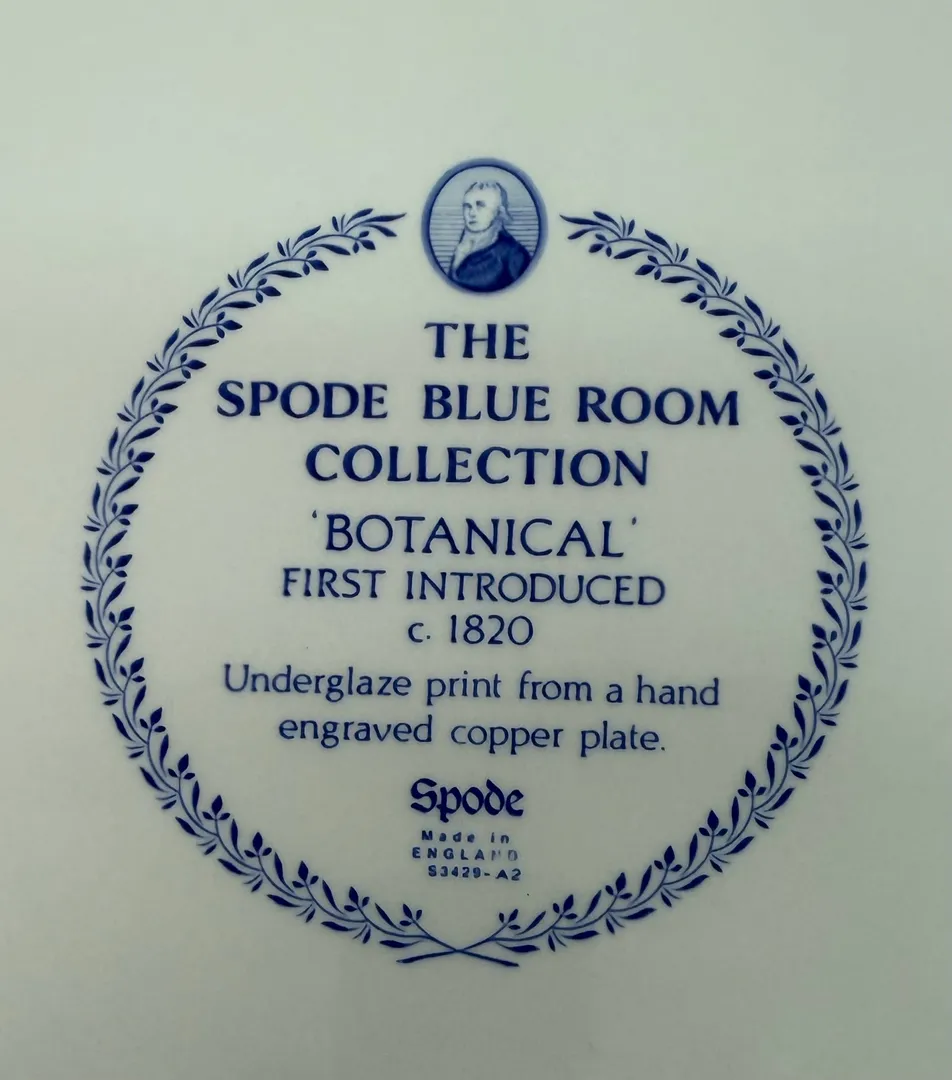 THE
SPODE BLUE ROOM
COLLECTION
'BOTANICAL'
FIRST INTRODUCED
c. 1820
Underglaze print from a hand
engraved copper plate.
Spode
Made in
ENGLAND
S3429-A2